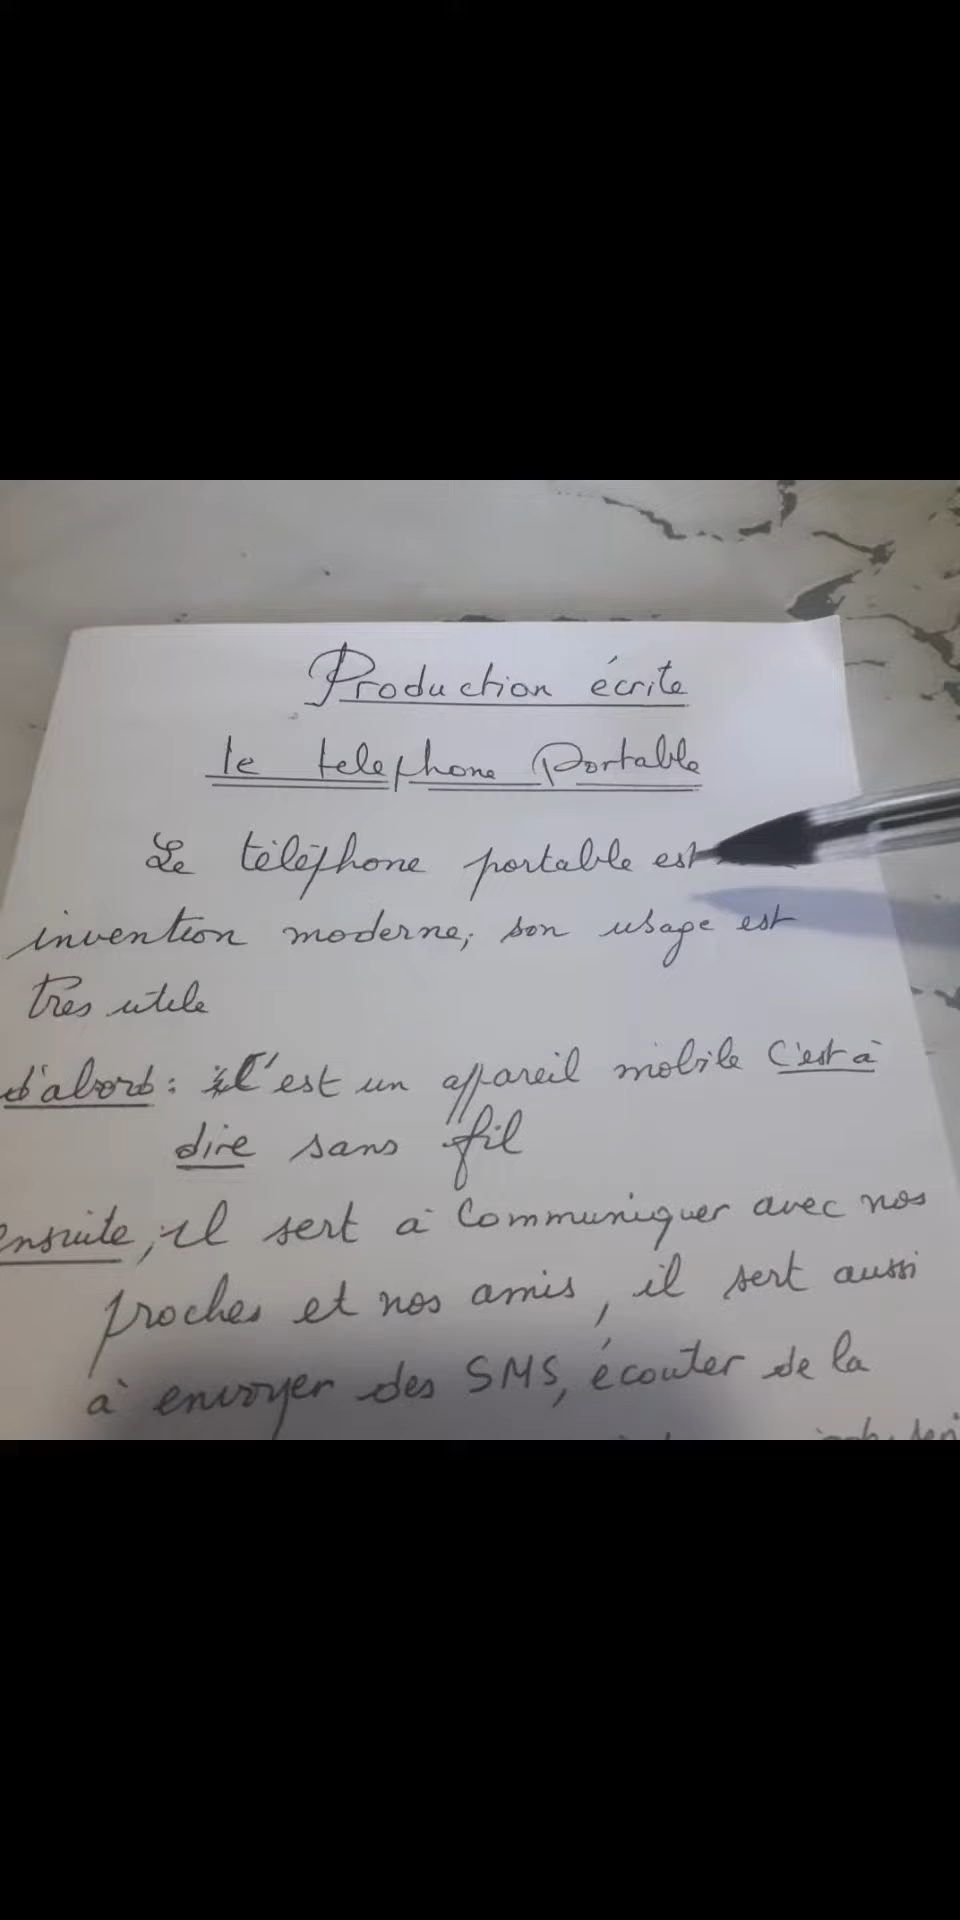 Production écrite
le telephone Portable
Le téléphone portable est
invention moderne, son usage est
Tres utile
d'abord: c'est un appareil mobile C'est à
dire sans fil
ensuite, il sert à Communiquer avec nos
proches et nos amis, il sert aussi
à envoyer des SMS, écouter de la